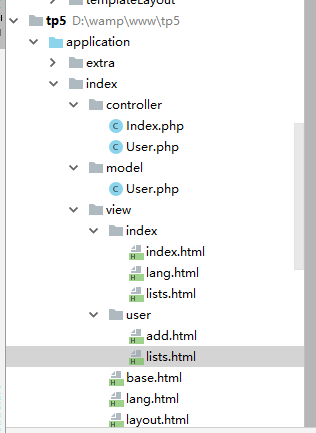 templateLayout
tp5 D:\wamp\www\tp5
application
extra
index
controller
Index.php
User.php
model
User.php
view
index
index.html
lang.html
lists.html
user
add.html
lists.html
base.html
lang.html
layout.html